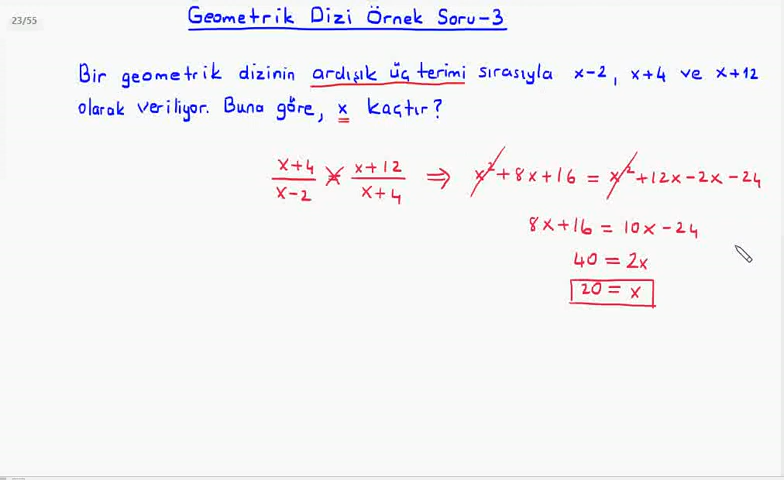 23/55
Geometrik Dizi Örnek Soru-3
Bir geometrik dizinin ardışık üç terimi sırasıyla x-2, x+4 ve x+12
olarak veriliyor. Buna göre, x kaçtır?
x+4/x-2 = x+12/x+4 ⇒ x²+8x+16 = x²+12x-2x-24
8x+16 = 10x-24
40 = 2x
20 = x